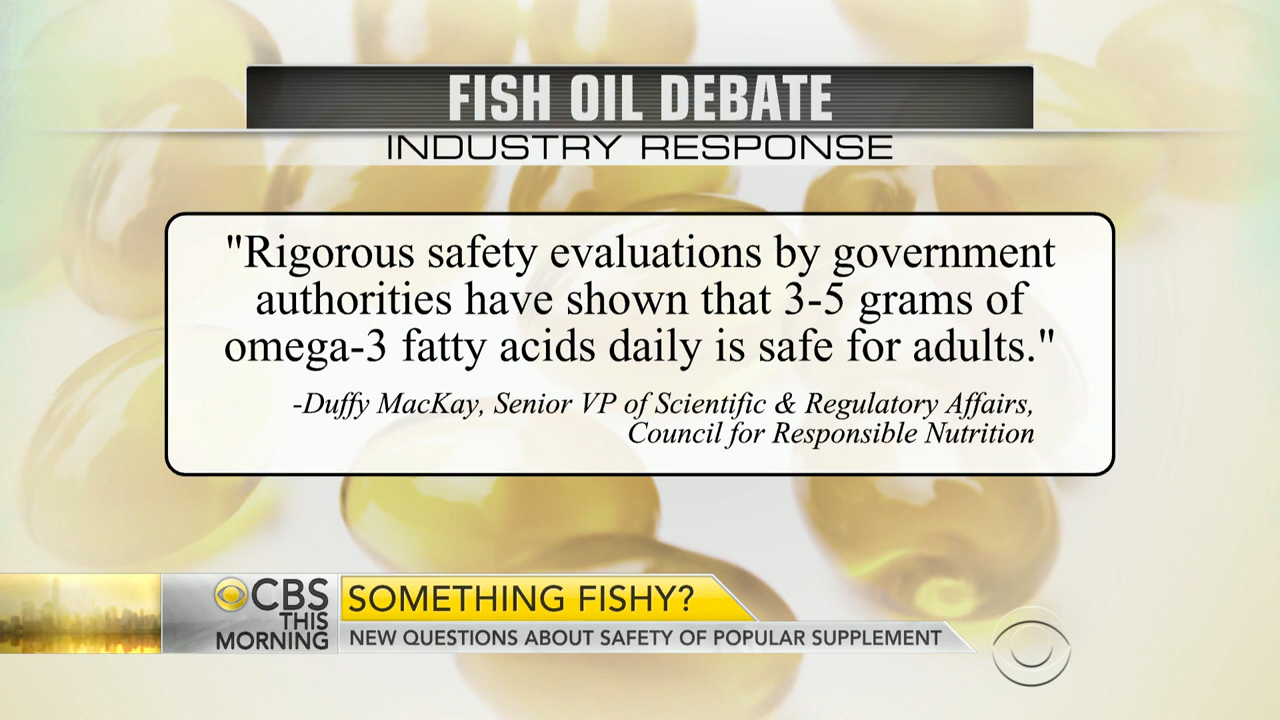 FISH OIL DEBATE
INDUSTRY RESPONSE
"Rigorous safety evaluations by government
authorities have shown that 3-5 grams of
omega-3 fatty acids daily is safe for adults."
-Duffy MacKay, Senior VP of Scientific & Regulatory Affairs,
Council for Responsible Nutrition
CBS
THIS
MORNING
SOMETHING FISHY?
NEW QUESTIONS ABOUT SAFETY OF POPULAR SUPPLEMENT